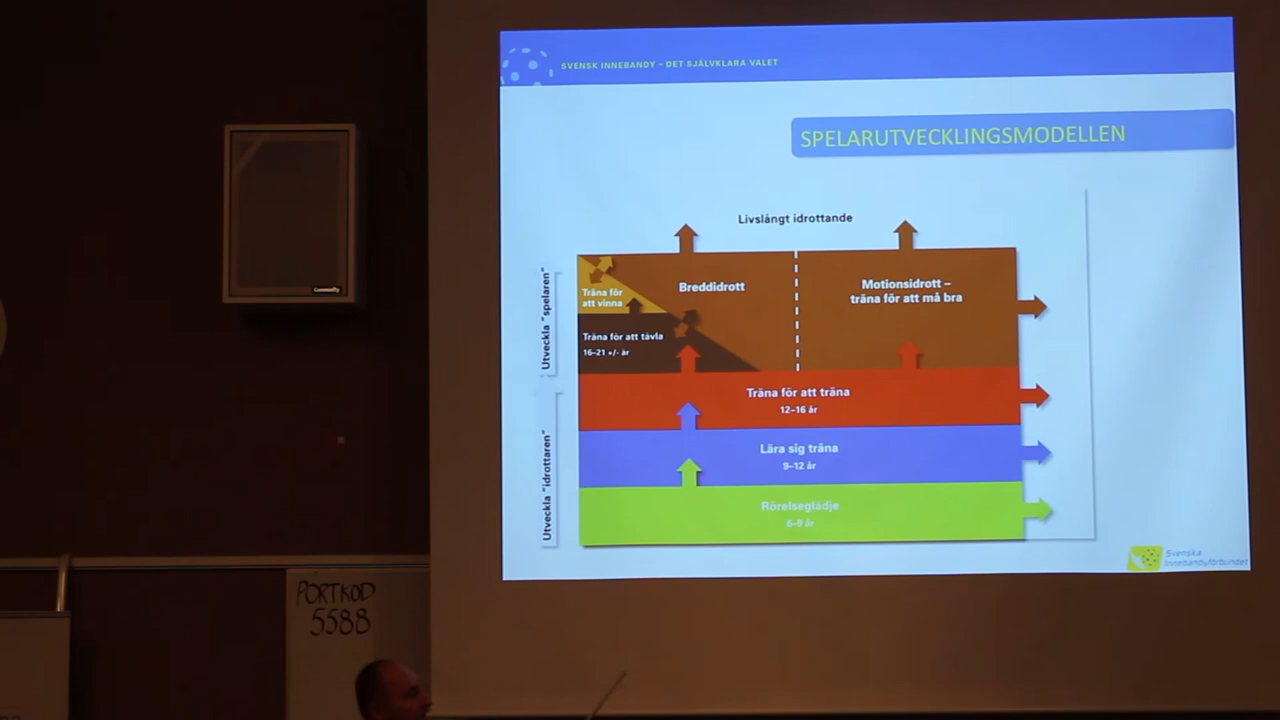 SVENSK INNEBANDY – DET SJÄLVKLARA VALET
SPELARUTVECKLINGSMODELLEN
Livslångt idrottande
Utveckla "spelaren"
Träna för
att vinna
Breddidrott
Motionsidrott –
träna för att må bra
Träna för att tävla
16–21 +/- år
Träna för att träna
12–16 år
Utveckla "idrottaren"
Lära sig träna
9–12 år
Rörelseglädje
6–9 år
Svenska
Innebandyförbundet
PORTKOD
5588